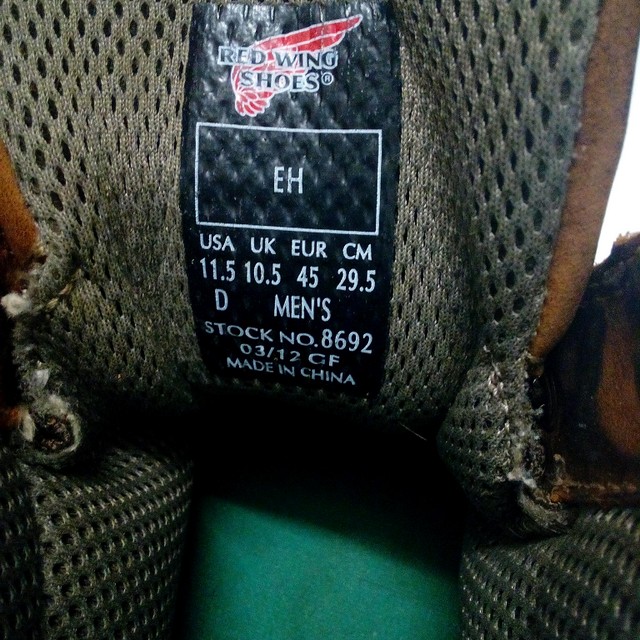 RED WING
SHOES®
EH
USA UK EUR CM
11.5 10.5 45 29.5
D MEN'S
STOCK NO.8692
03/12 CF
MADE IN CHINA